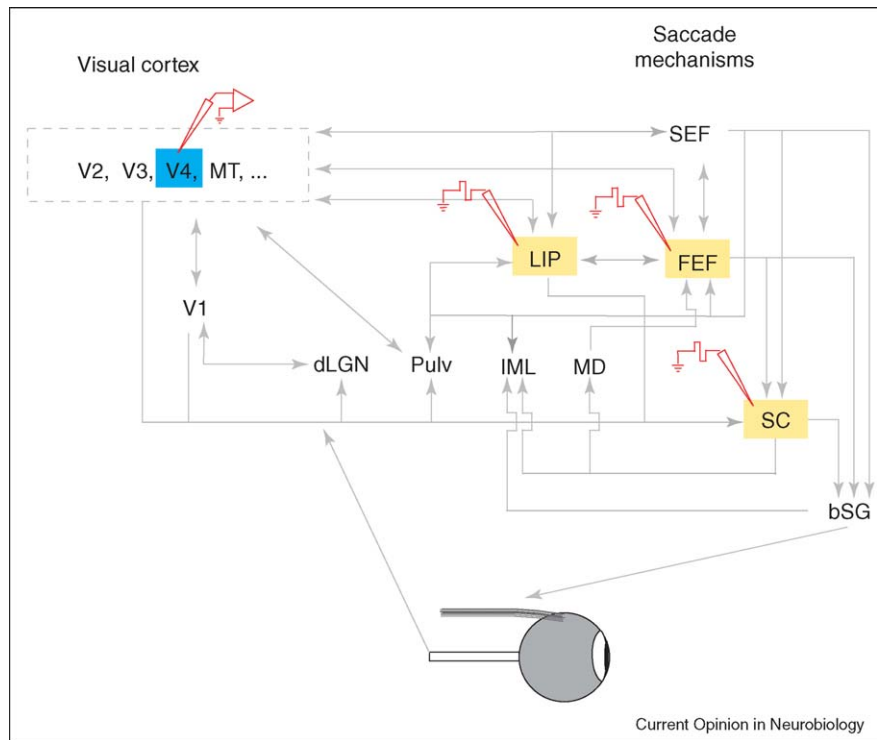 Saccade
mechanisms
Visual cortex
SEF
V2, V3, V4, MT, ...
LIP
FEF
V1
dLGN
Pulv
IML
MD
SC
bSG
Current Opinion in Neurobiology